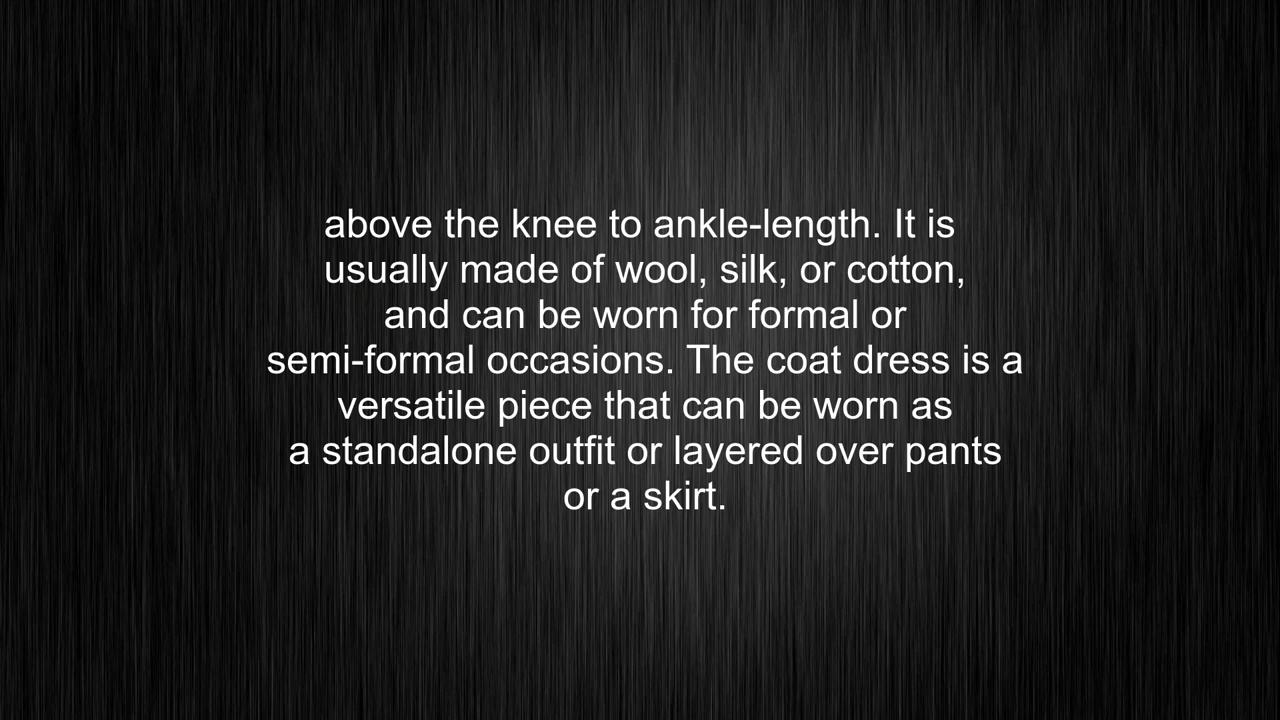 above the knee to ankle-length. It is
usually made of wool, silk, or cotton,
and can be worn for formal or
semi-formal occasions. The coat dress is a
versatile piece that can be worn as
a standalone outfit or layered over pants
or a skirt.